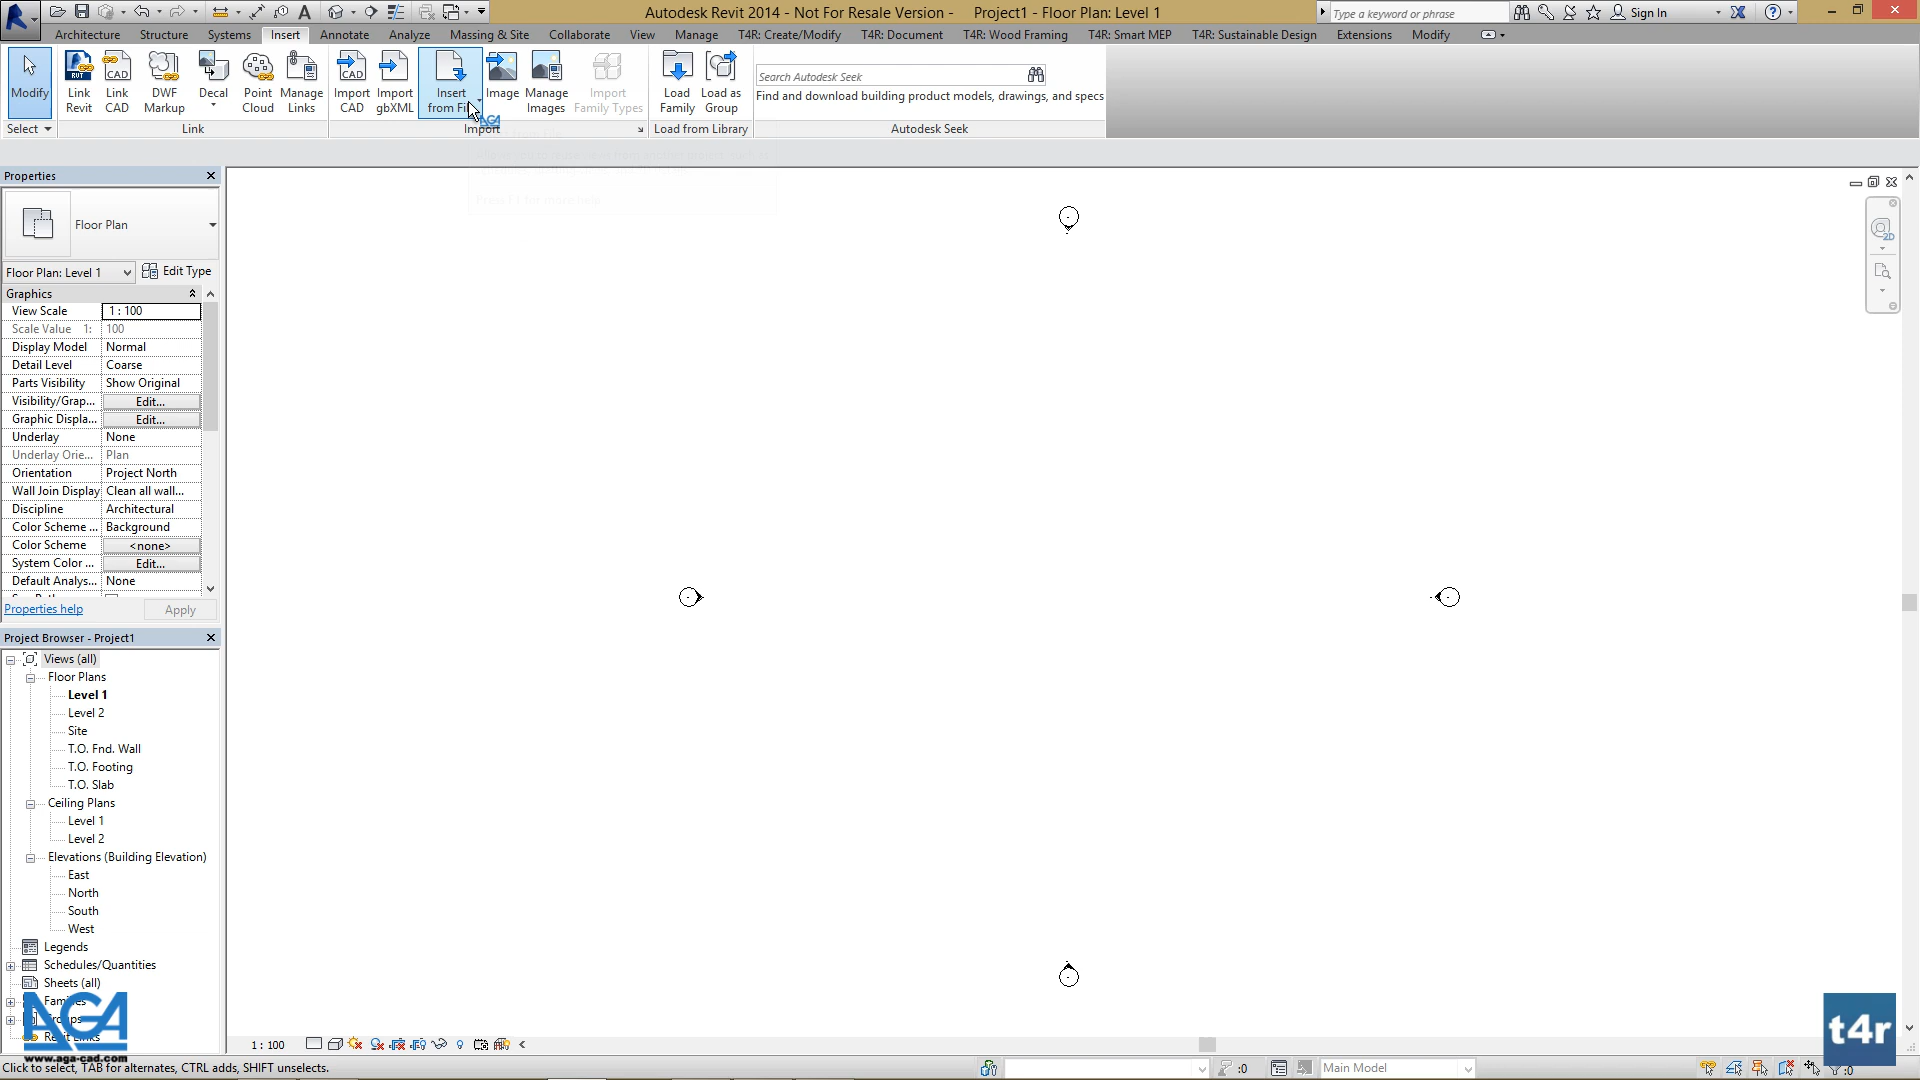 Autodesk Revit 2014 - Not For Resale Version - Project1 - Floor Plan: Level 1
Type a keyword or phrase
Sign In
Architecture Structure Systems Insert Annotate Analyze Massing & Site Collaborate View Manage T4R: Create/Modify T4R: Document T4R: Wood Framing T4R: Smart MEP T4R: Sustainable Design Extensions Modify
Modify
Link Revit
Link CAD
DWF Markup
Decal
Point Cloud
Manage Links
Import CAD
Import gbXML
Insert from Fil
Image
Manage Images
Import Family Types
Load Family
Load as Group
Search Autodesk Seek
Find and download building product models, drawings, and specs
AGA
Select
Link
Import
Load from Library
Autodesk Seek
Properties
Floor Plan
Floor Plan: Level 1
Edit Type
Graphics
View Scale 1 : 100
Scale Value 1: 100
Display Model Normal
Detail Level Coarse
Parts Visibility Show Original
Visibility/Grap... Edit...
Graphic Displa... Edit...
Underlay None
Underlay Orie... Plan
Orientation Project North
Wall Join Display Clean all wall...
Discipline Architectural
Color Scheme ... Background
Color Scheme <none>
System Color ... Edit...
Default Analys... None
Properties help
Apply
Project Browser - Project1
Views (all)
Floor Plans
Level 1
Level 2
Site
T.O. Fnd. Wall
T.O. Footing
T.O. Slab
Ceiling Plans
Level 1
Level 2
Elevations (Building Elevation)
East
North
South
West
Legends
Schedules/Quantities
Sheets (all)
Families
Groups
Revit Links
AGA
www.aga-cad.com
1 : 100
2D
t4r
Click to select, TAB for alternates, CTRL adds, SHIFT unselects.
:0
Main Model
:0